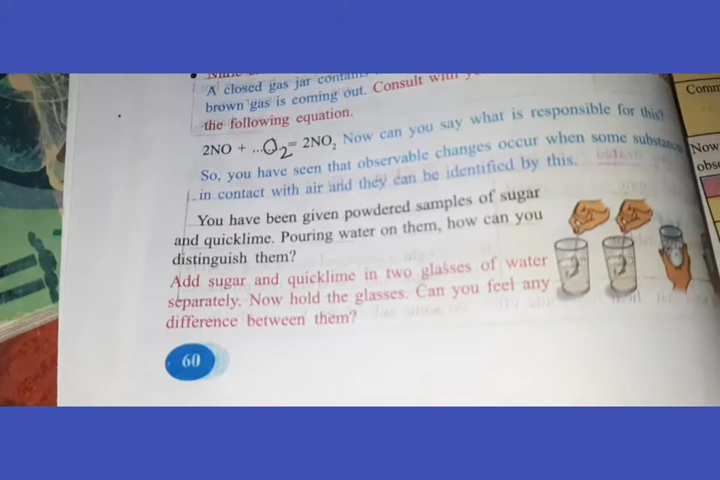 A closed gas jar contains
brown gas is coming out. Consult with
the following equation.
2NO + ...O2= 2NO2 Now can you say what is responsible for this?
So, you have seen that observable changes occur when some substance
in contact with air and they can be identified by this.
You have been given powdered samples of sugar
and quicklime. Pouring water on them, how can you
distinguish them?
Add sugar and quicklime in two glasses of water
separately. Now hold the glasses. Can you feel any
difference between them?
60
Now